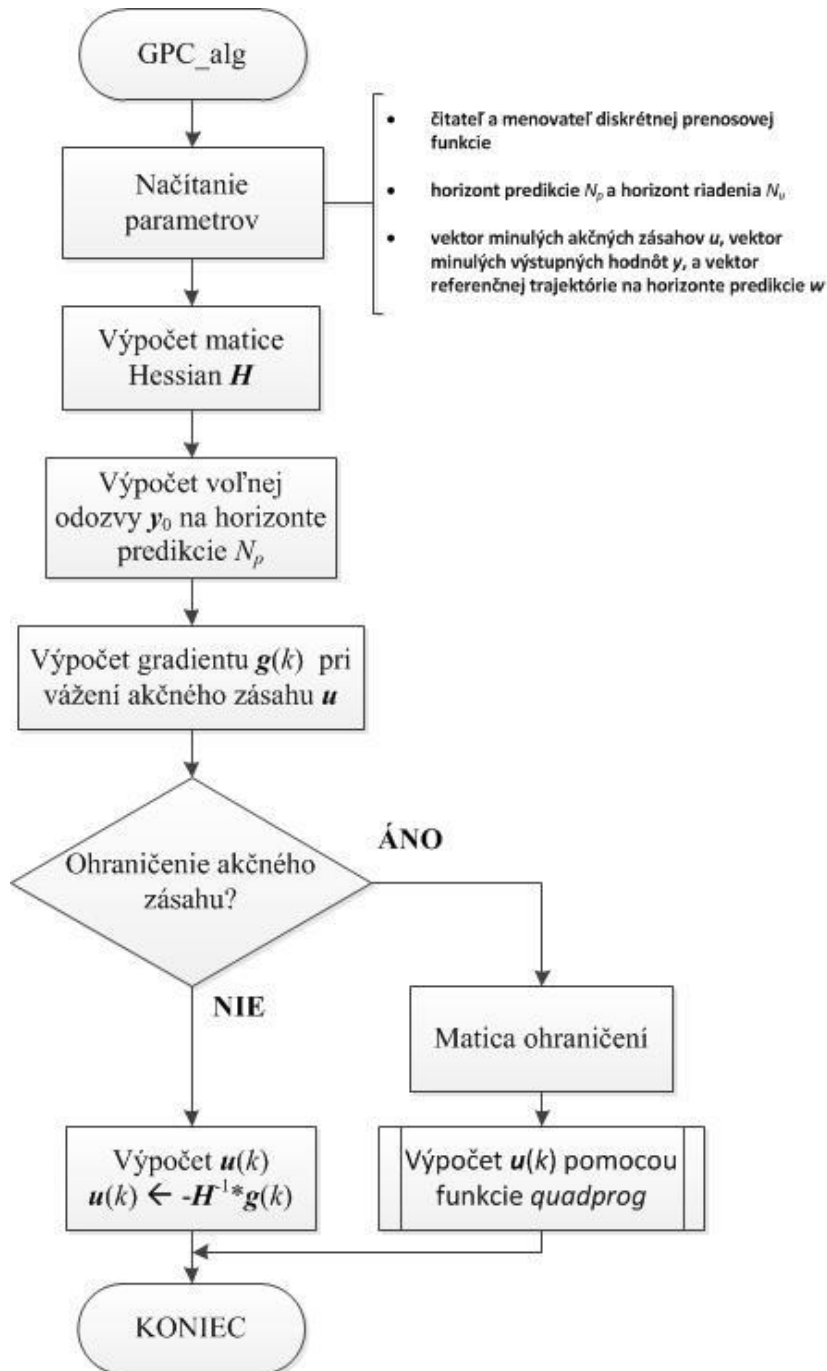 GPC_alg
Načítanie
parametrov
• čitateľ a menovateľ diskrétnej prenosovej
funkcie
• horizont predikcie Np a horizont riadenia Nu
• vektor minulých akčných zásahov u, vektor
minulých výstupných hodnôt y, a vektor
referenčnej trajektórie na horizonte predikcie w
Výpočet matice
Hessian H
Výpočet voľnej
odozvy y0 na horizonte
predikcie Np
Výpočet gradientu g(k) pri
vážení akčného zásahu u
Ohraničenie akčného
zásahu?
ÁNO
NIE
Matica ohraničení
Výpočet u(k)
u(k) ← -H⁻¹*g(k)
Výpočet u(k) pomocou
funkcie quadprog
KONIEC